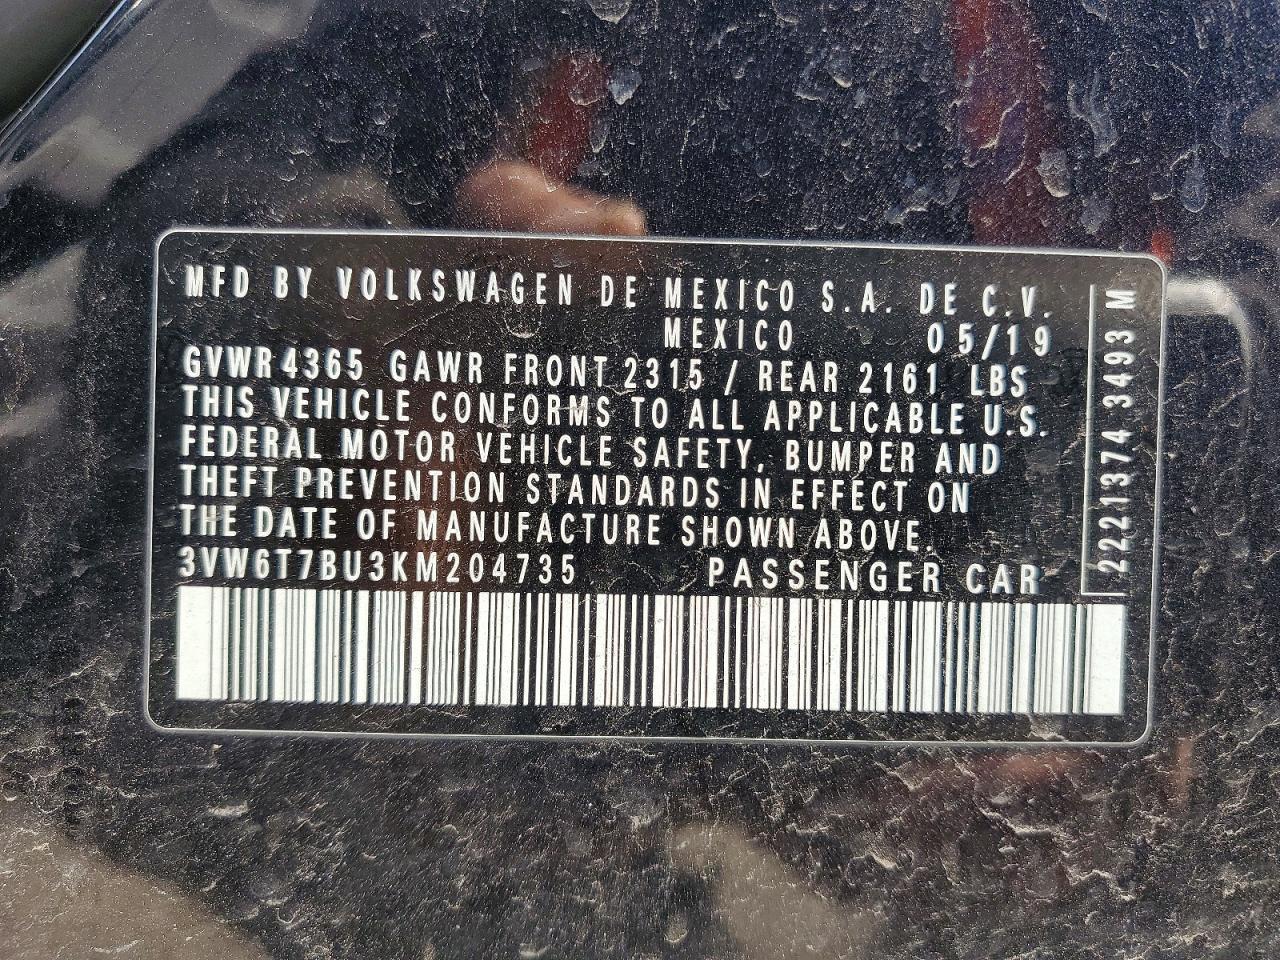 MFD BY VOLKSWAGEN DE MEXICO S.A. DE C.V.
MEXICO 05/19
GVWR 4365 GAWR FRONT 2315 / REAR 2161 LBS
THIS VEHICLE CONFORMS TO ALL APPLICABLE U.S.
FEDERAL MOTOR VEHICLE SAFETY, BUMPER AND
THEFT PREVENTION STANDARDS IN EFFECT ON
THE DATE OF MANUFACTURE SHOWN ABOVE.
3VW6T7BU3KM204735 PASSENGER CAR
2221374 3493 M